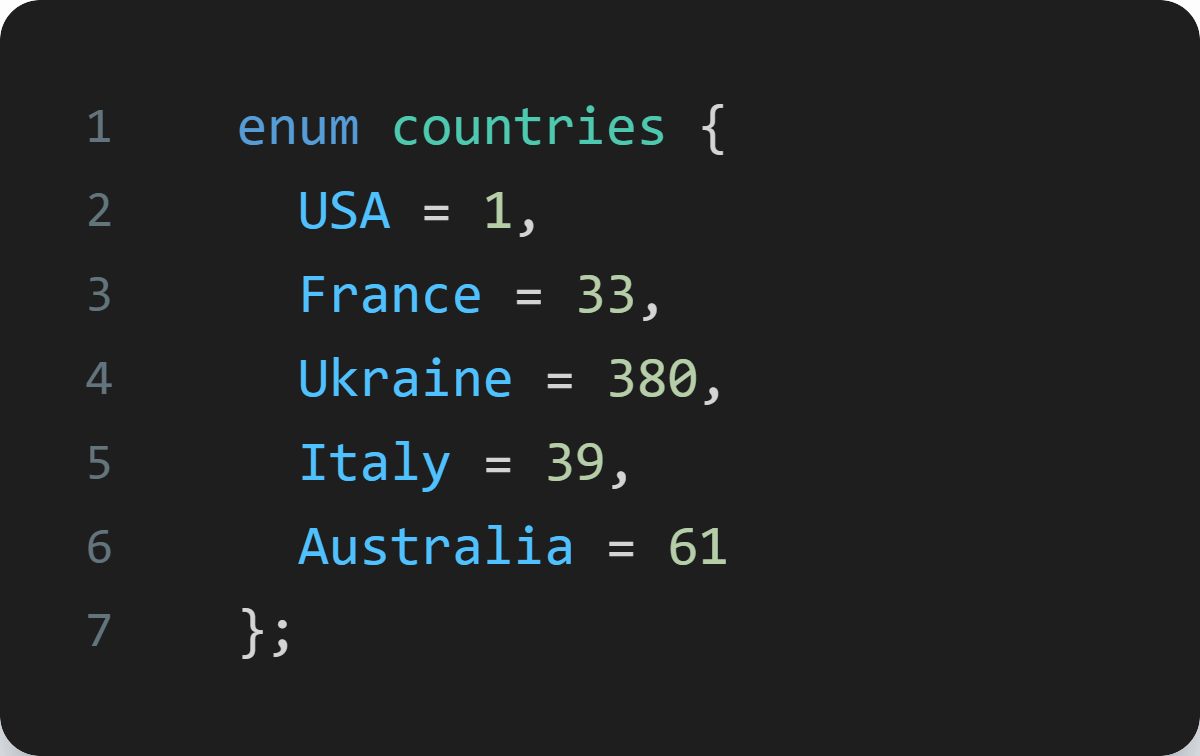 1 enum countries {
2   USA = 1,
3   France = 33,
4   Ukraine = 380,
5   Italy = 39,
6   Australia = 61
7 };